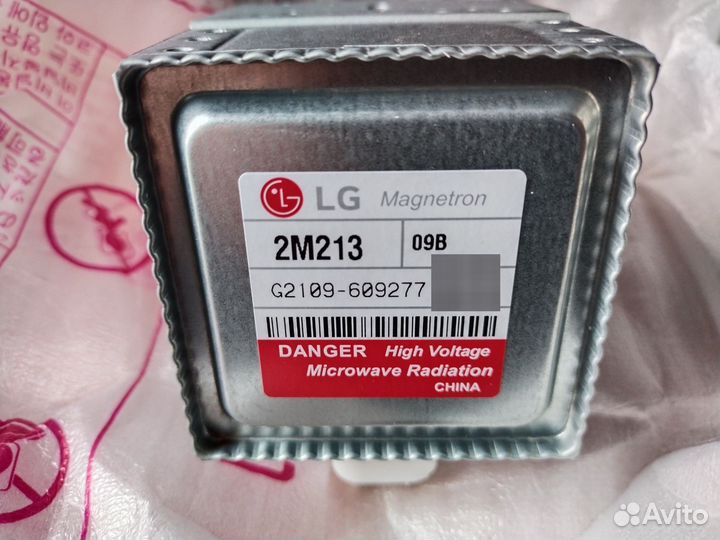 LG Magnetron
2M213 09B
G2109-609277
DANGER High Voltage
Microwave Radiation
CHINA
Avito